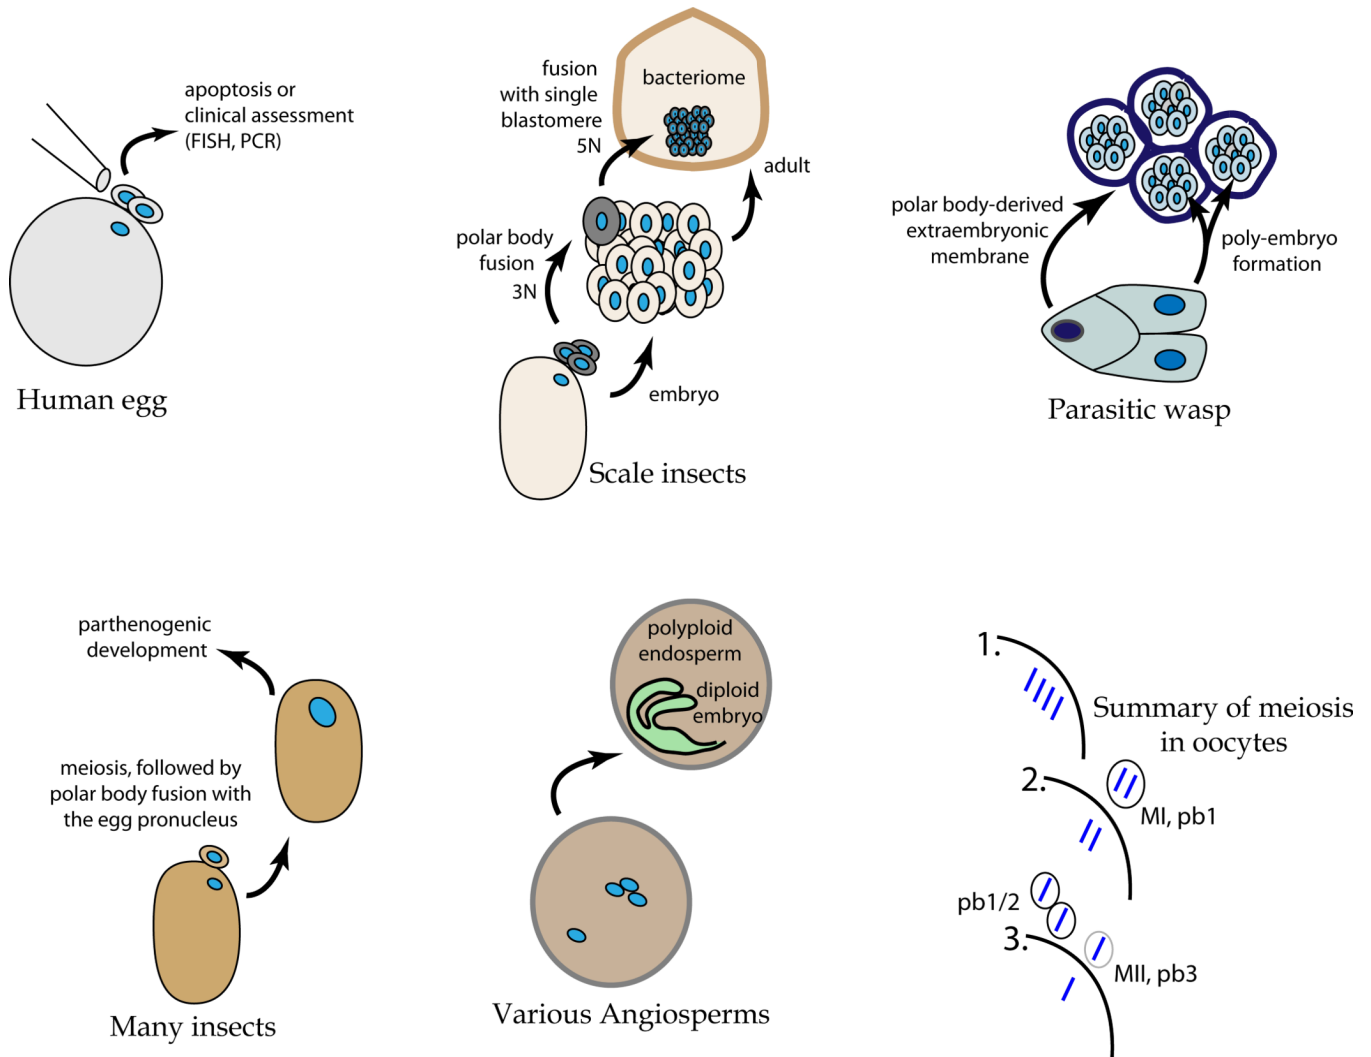 apoptosis or
clinical assessment
(FISH, PCR)
Human egg
fusion
with single
blastomere
5N
bacteriome
adult
polar body
fusion
3N
embryo
Scale insects
polar body-derived
extraembryonic
membrane
poly-embryo
formation
Parasitic wasp
parthenogenic
development
meiosis, followed by
polar body fusion with
the egg pronucleus
Many insects
polyploid
endosperm
diploid
embryo
Various Angiosperms
1.
Summary of meiosis
in oocytes
2.
MI, pb1
pb1/2
3.
MII, pb3